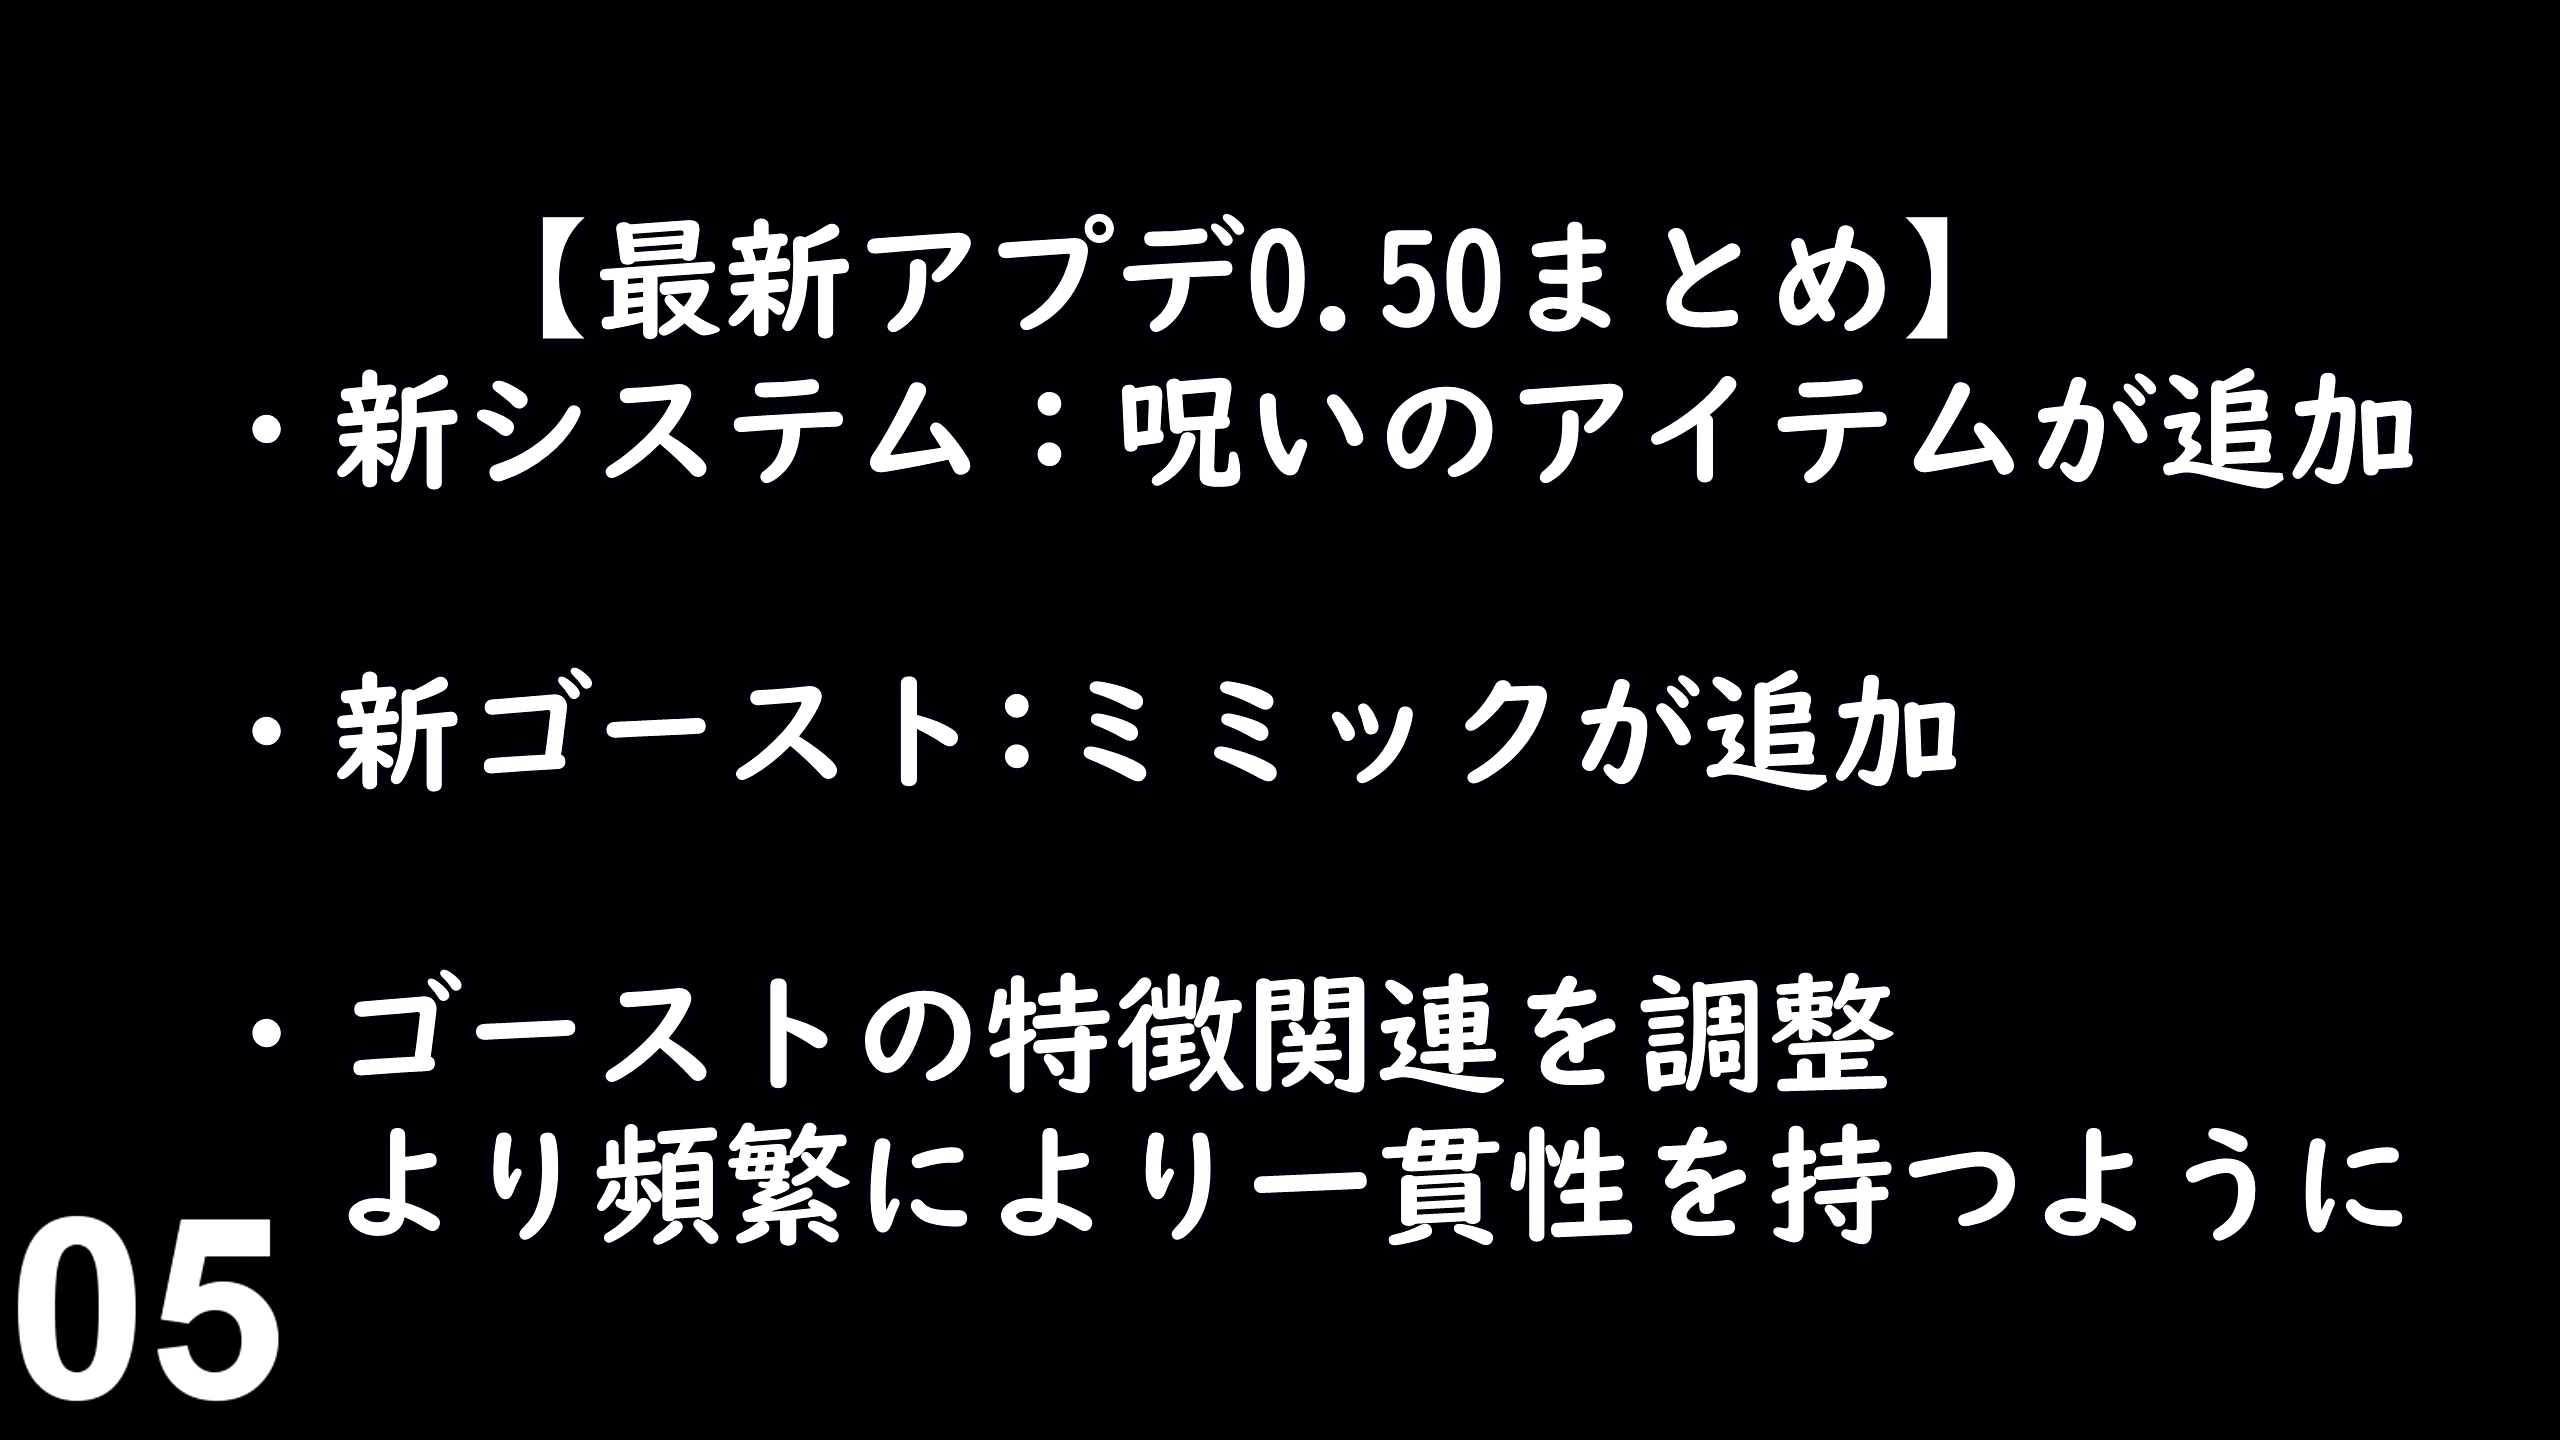 【最新アプデ0.50まとめ】
・新システム：呪いのアイテムが追加
・新ゴースト:ミミックが追加
・ゴーストの特徴関連を調整
より頻繁により一貫性を持つように
05